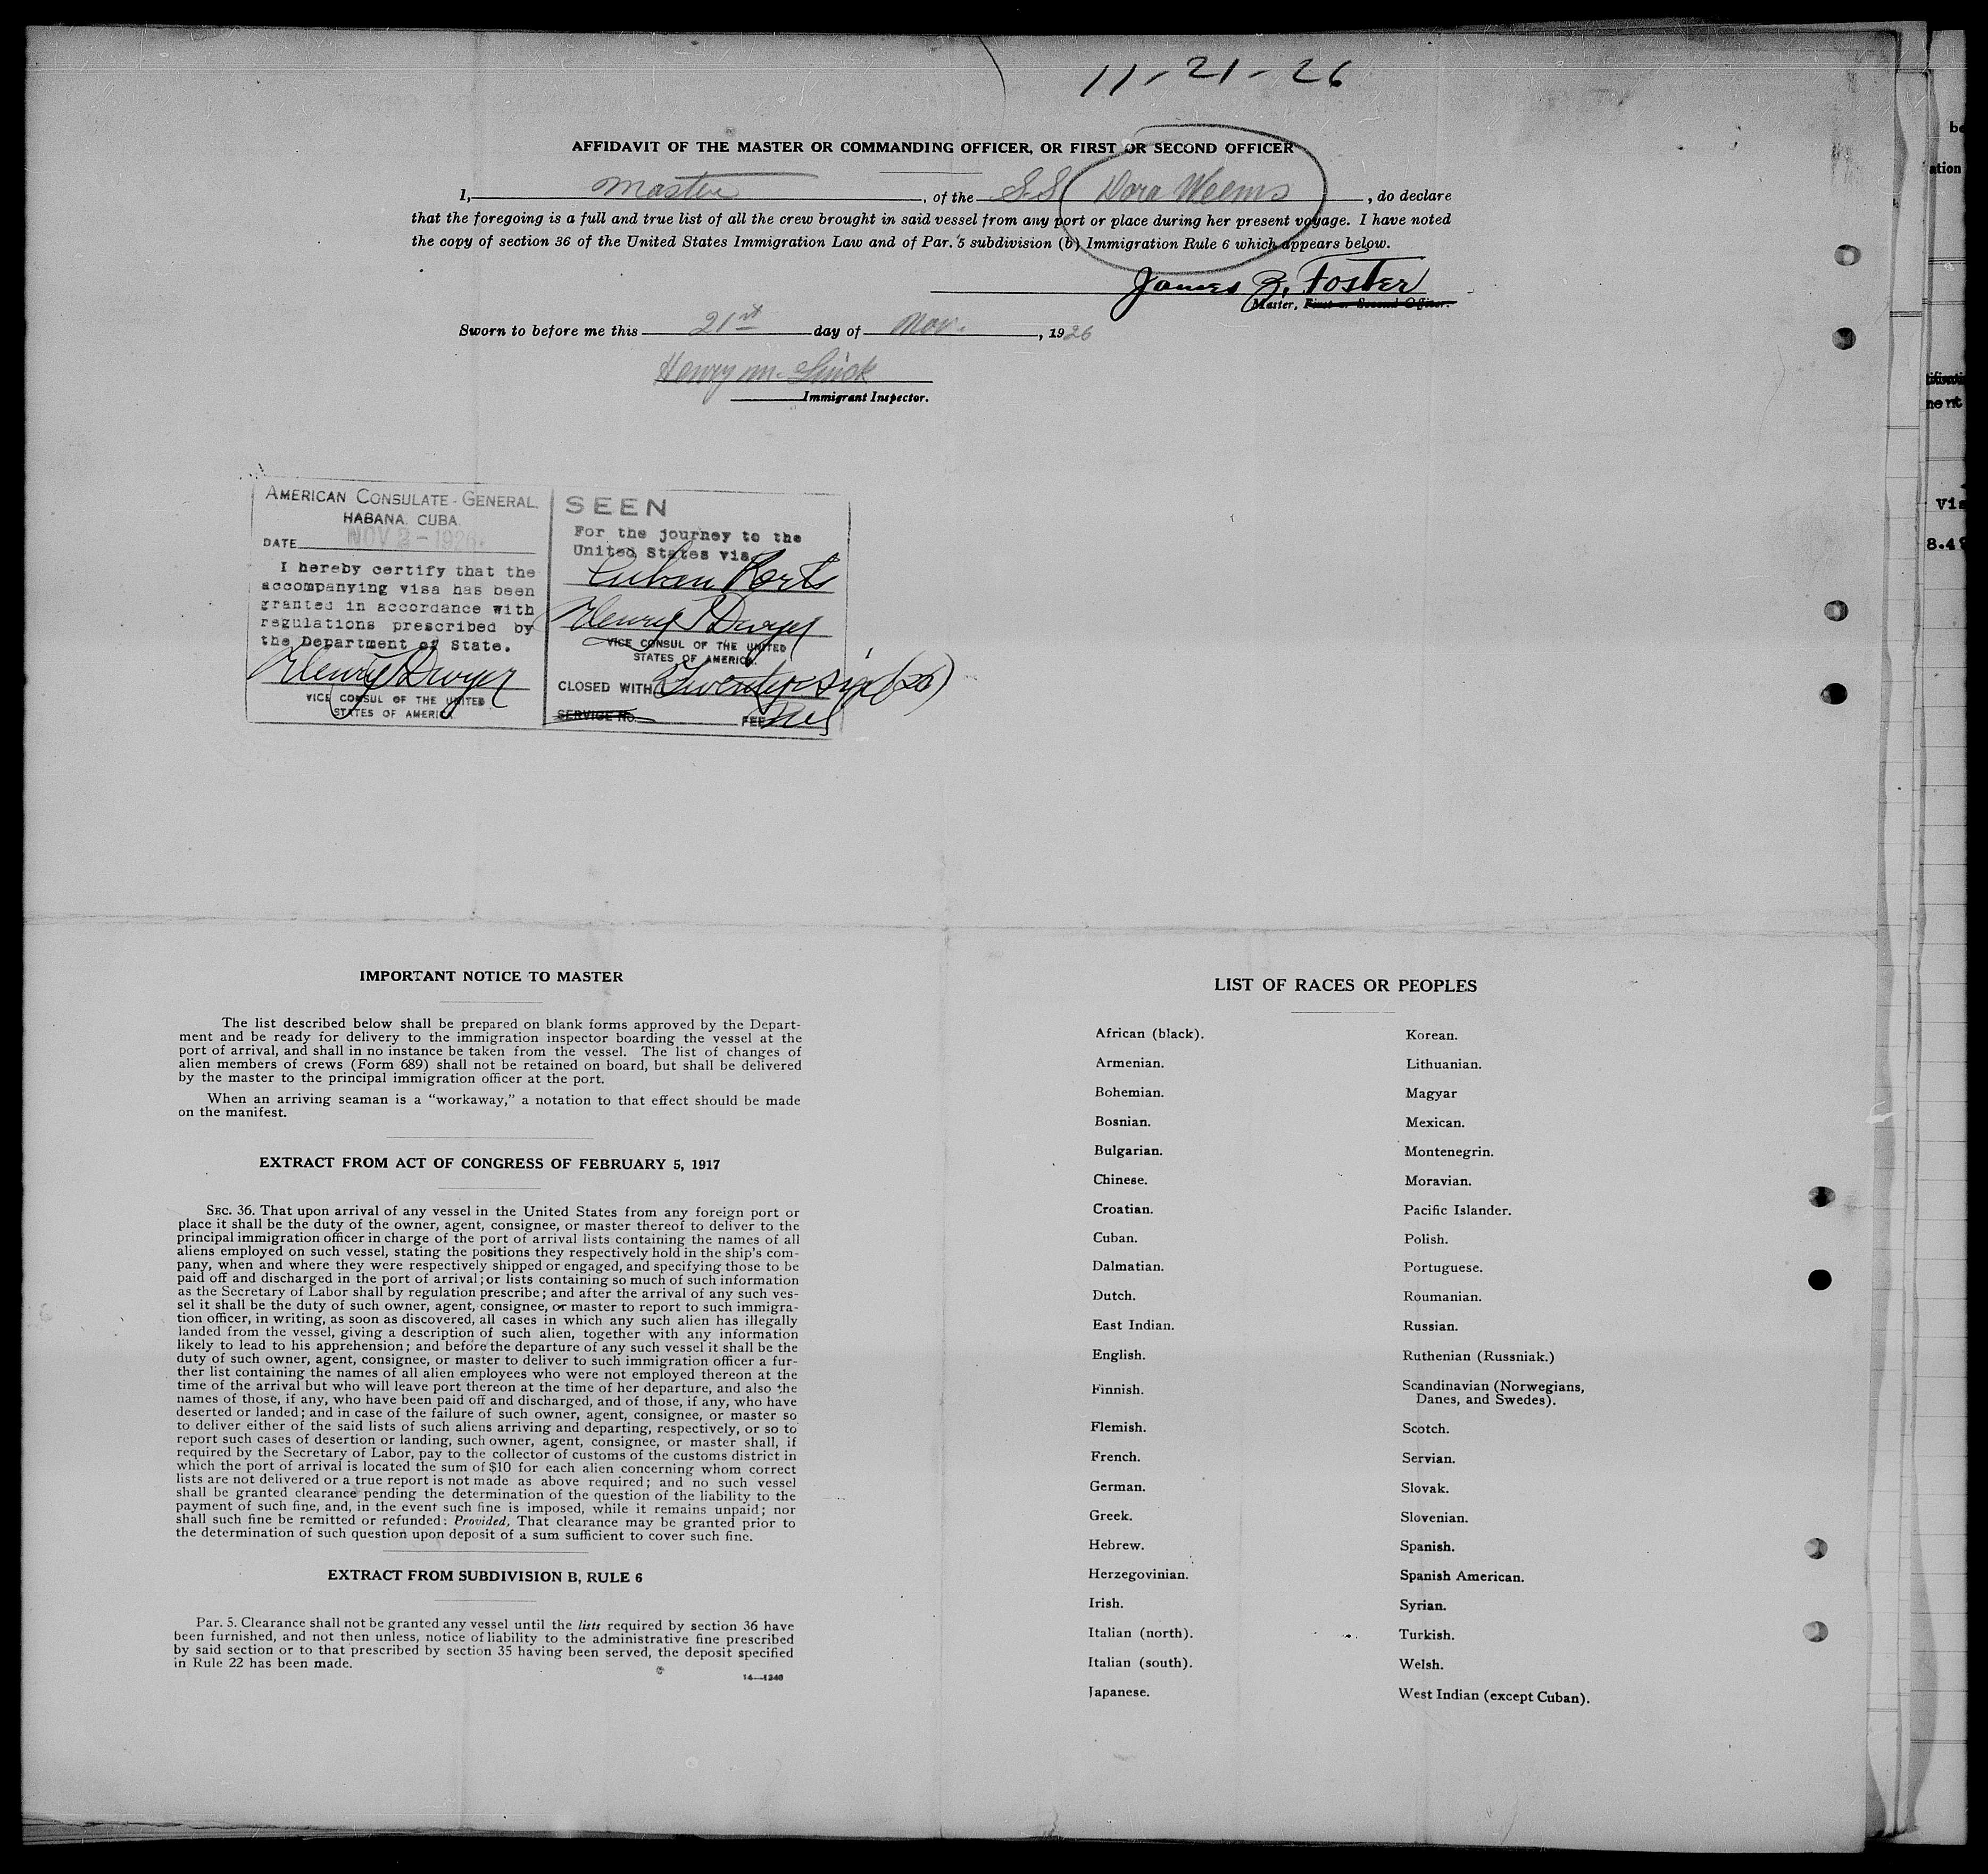 11-21-26
AFFIDAVIT OF THE MASTER OR COMMANDING OFFICER, OR FIRST OR SECOND OFFICER
I, Master, of the S.S. Dora Weems, do declare
that the foregoing is a full and true list of all the crew brought in said vessel from any port or place during her present voyage. I have noted
the copy of section 36 of the United States Immigration Law and of Par. 5 subdivision (b) Immigration Rule 6 which appears below.
James B. Foster
Master, First or Second Officer.
Sworn to before me this 21st day of Nov., 1926
Henry M.
Immigrant Inspector.
AMERICAN CONSULATE-GENERAL.
HABANA, CUBA.
DATE NOV 2-1926
I hereby certify that the
accompanying visa has been
granted in accordance with
regulations prescribed by
the Department of State.
Henry T Dwyer
VICE CONSUL OF THE UNITED
STATES OF AMERICA
SEEN
For the journey to the
United States via
Cuban Ports
Henry T Dwyer
VICE CONSUL OF THE UNITED
STATES OF AMERICA.
CLOSED WITH Twenty-six (26)
SERVICE NO. FEE
IMPORTANT NOTICE TO MASTER
The list described below shall be prepared on blank forms approved by the Depart-
ment and be ready for delivery to the immigration inspector boarding the vessel at the
port of arrival, and shall in no instance be taken from the vessel. The list of changes of
alien members of crews (Form 689) shall not be retained on board, but shall be delivered
by the master to the principal immigration officer at the port.
When an arriving seaman is a “workaway,” a notation to that effect should be made
on the manifest.
EXTRACT FROM ACT OF CONGRESS OF FEBRUARY 5, 1917
SEC. 36. That upon arrival of any vessel in the United States from any foreign port or
place it shall be the duty of the owner, agent, consignee, or master thereof to deliver to the
principal immigration officer in charge of the port of arrival lists containing the names of all
aliens employed on such vessel, stating the positions they respectively hold in the ship's com-
pany, when and where they were respectively shipped or engaged, and specifying those to be
paid off and discharged in the port of arrival; or lists containing so much of such information
as the Secretary of Labor shall by regulation prescribe; and after the arrival of any such ves-
sel it shall be the duty of such owner, agent, consignee, or master to report to such immigra-
tion officer, in writing, as soon as discovered, all cases in which any such alien has illegally
landed from the vessel, giving a description of such alien, together with any information
likely to lead to his apprehension; and before the departure of any such vessel it shall be the
duty of such owner, agent, consignee, or master to deliver to such immigration officer a fur-
ther list containing the names of all alien employees who were not employed thereon at the
time of the arrival but who will leave port thereon at the time of her departure, and also the
names of those, if any, who have been paid off and discharged, and of those, if any, who have
deserted or landed; and in case of the failure of such owner, agent, consignee, or master so
to deliver either of the said lists of such aliens arriving and departing, respectively, or so to
report such cases of desertion or landing, such owner, agent, consignee, or master shall, if
required by the Secretary of Labor, pay to the collector of customs of the customs district in
which the port of arrival is located the sum of $10 for each alien concerning whom correct
lists are not delivered or a true report is not made as above required; and no such vessel
shall be granted clearance pending the determination of the question of the liability to the
payment of such fine, and, in the event such fine is imposed, while it remains unpaid; nor
shall such fine be remitted or refunded: Provided, That clearance may be granted prior to
the determination of such question upon deposit of a sum sufficient to cover such fine.
EXTRACT FROM SUBDIVISION B, RULE 6
Par. 5. Clearance shall not be granted any vessel until the lists required by section 36 have
been furnished, and not then unless, notice of liability to the administrative fine prescribed
by said section or to that prescribed by section 35 having been served, the deposit specified
in Rule 22 has been made.
14—1240
LIST OF RACES OR PEOPLES
African (black).
Armenian.
Bohemian.
Bosnian.
Bulgarian.
Chinese.
Croatian.
Cuban.
Dalmatian.
Dutch.
East Indian.
English.
Finnish.
Flemish.
French.
German.
Greek.
Hebrew.
Herzegovinian.
Irish.
Italian (north).
Italian (south).
Japanese.
Korean.
Lithuanian.
Magyar
Mexican.
Montenegrin.
Moravian.
Pacific Islander.
Polish.
Portuguese.
Roumanian.
Russian.
Ruthenian (Russniak.)
Scandinavian (Norwegians,
Danes, and Swedes).
Scotch.
Servian.
Slovak.
Slovenian.
Spanish.
Spanish American.
Syrian.
Turkish.
Welsh.
West Indian (except Cuban).
be
ation
nent
Vis
8.4